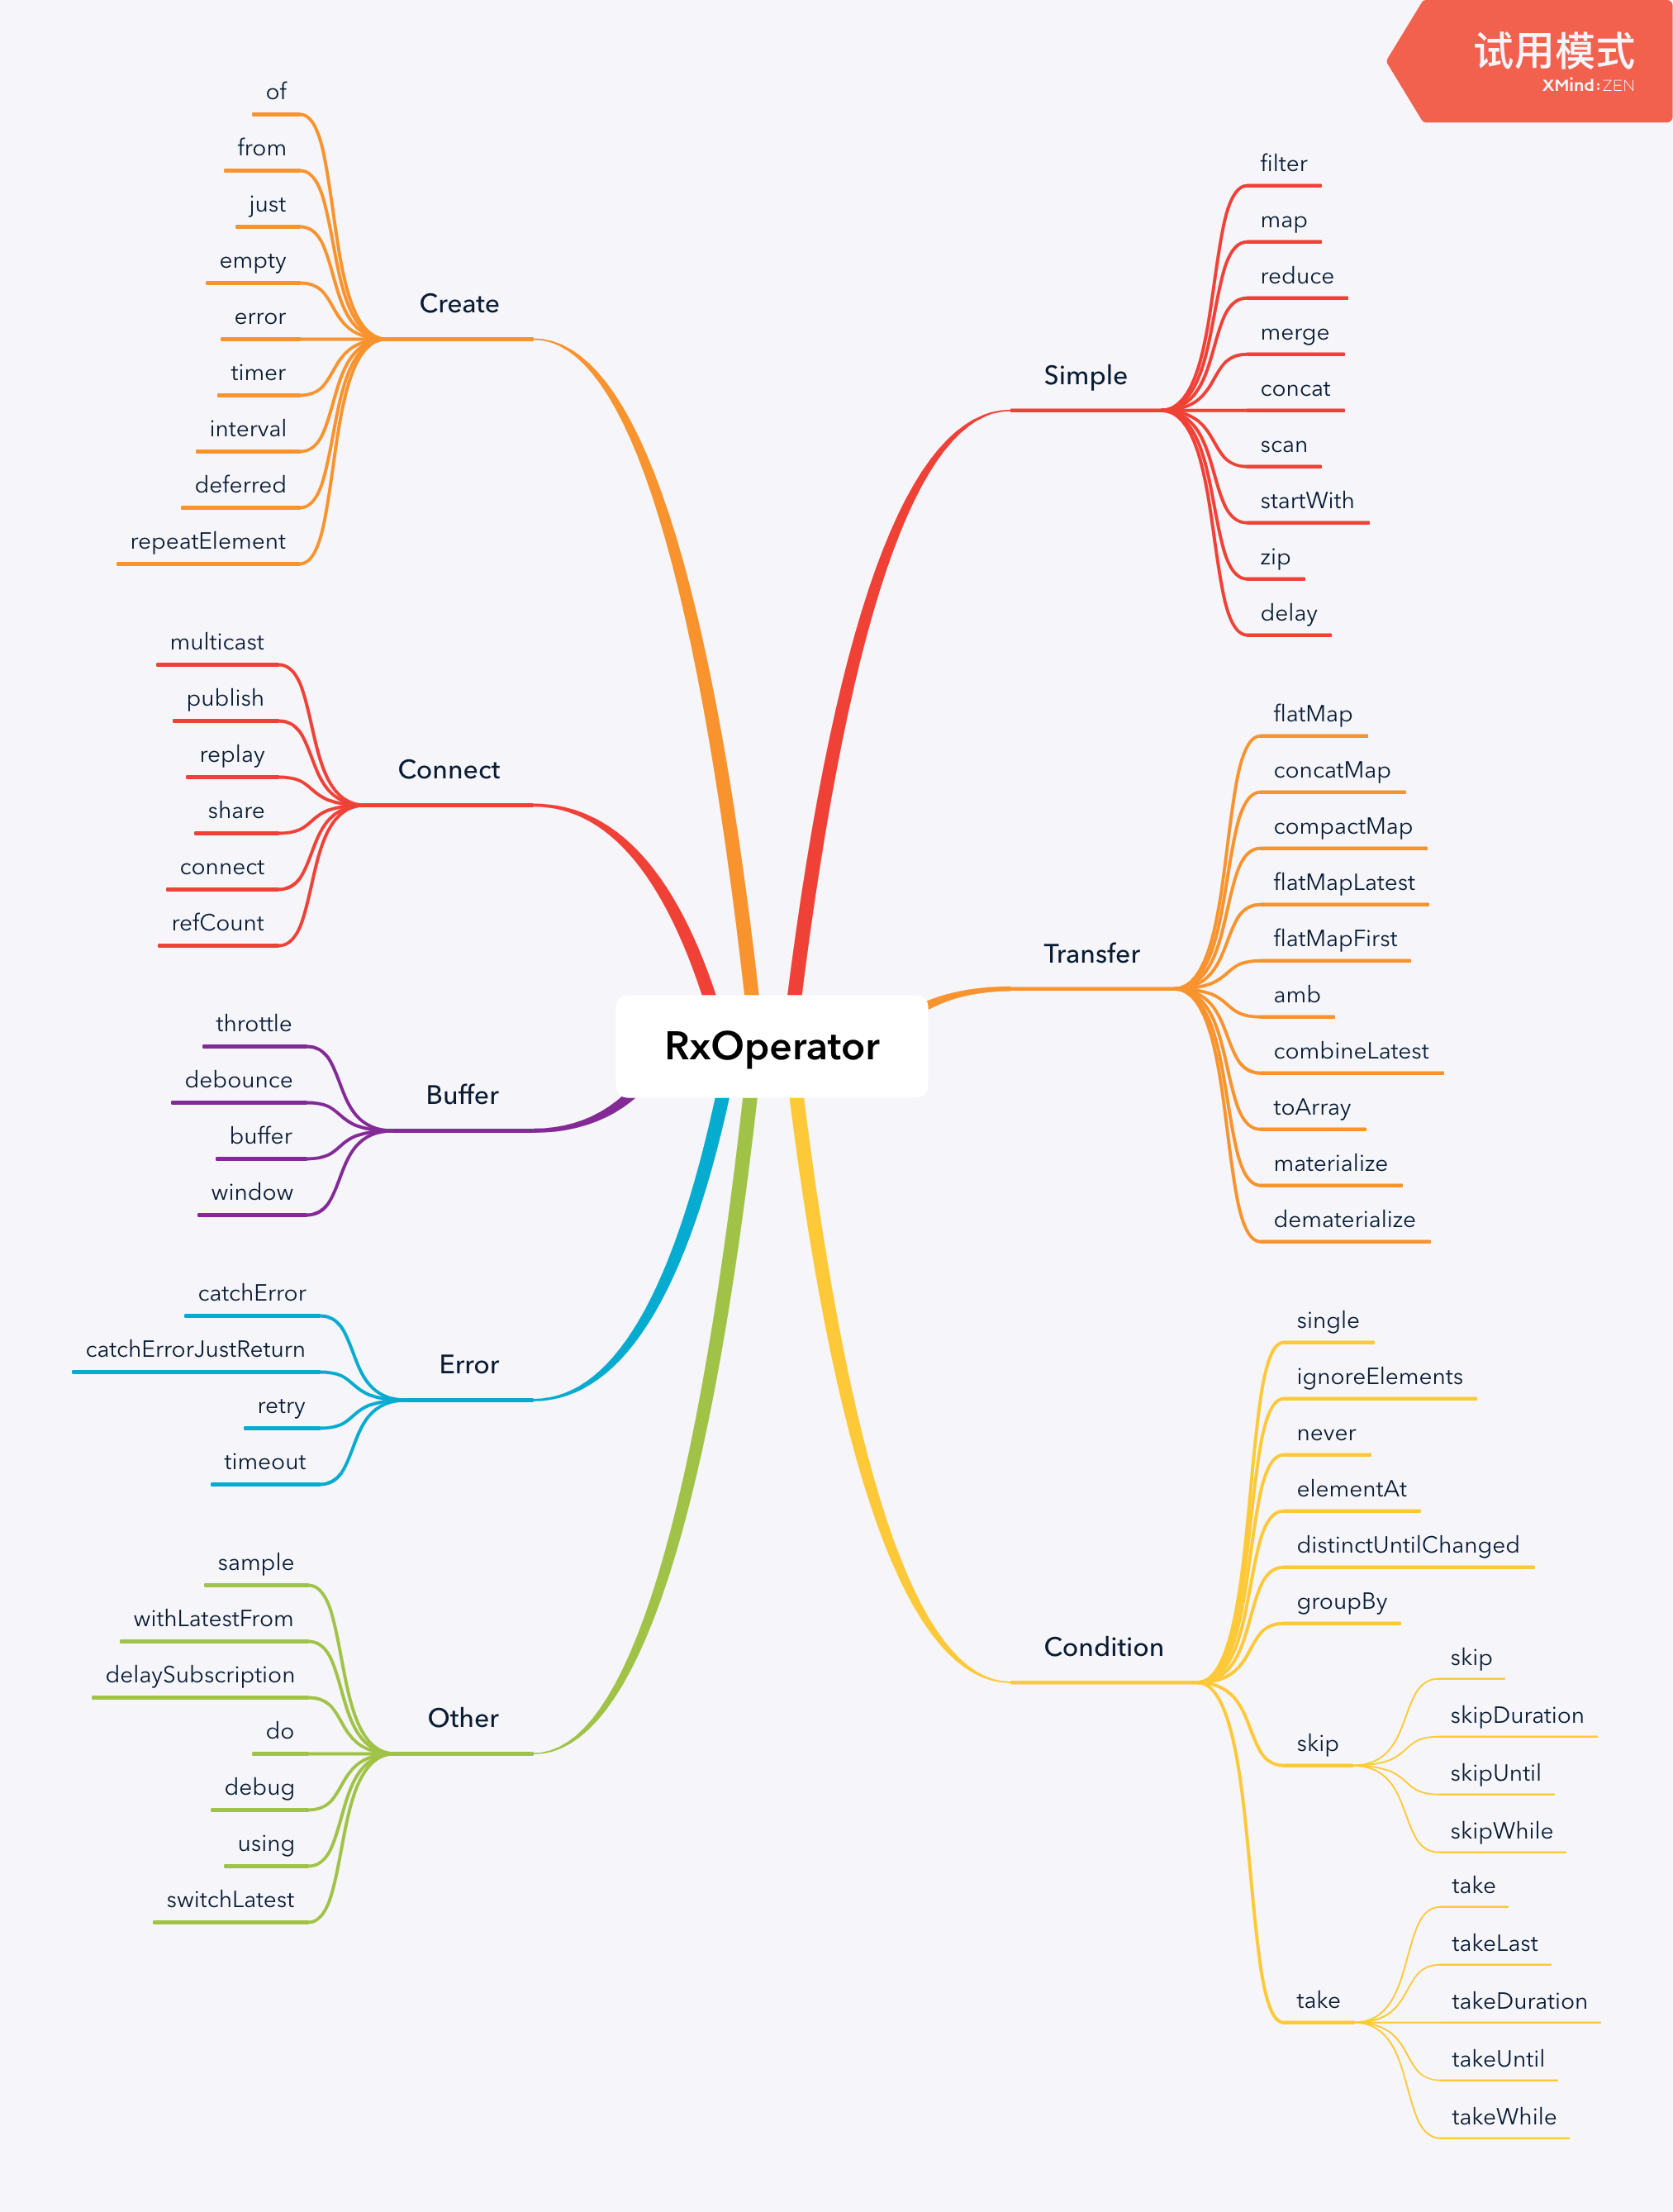 试用模式
XMind:ZEN
RxOperator
Simple
filter
map
reduce
merge
concat
scan
startWith
zip
delay
Transfer
flatMap
concatMap
compactMap
flatMapLatest
flatMapFirst
amb
combineLatest
toArray
materialize
dematerialize
Condition
single
ignoreElements
never
elementAt
distinctUntilChanged
groupBy
skip
skip
skipDuration
skipUntil
skipWhile
take
take
takeLast
takeDuration
takeUntil
takeWhile
Create
of
from
just
empty
error
timer
interval
deferred
repeatElement
Connect
multicast
publish
replay
share
connect
refCount
Buffer
throttle
debounce
buffer
window
Error
catchError
catchErrorJustReturn
retry
timeout
Other
sample
withLatestFrom
delaySubscription
do
debug
using
switchLatest